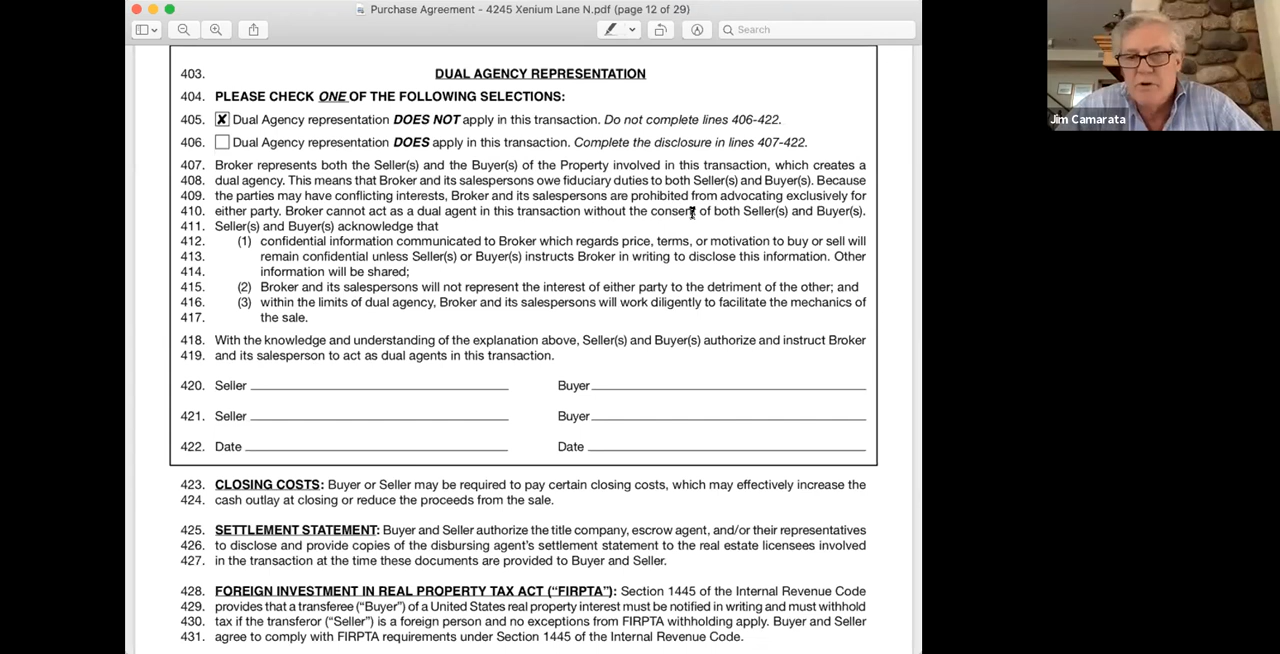 Purchase Agreement - 4245 Xenium Lane N.pdf (page 12 of 29)
Search
403. DUAL AGENCY REPRESENTATION
404. PLEASE CHECK ONE OF THE FOLLOWING SELECTIONS:
405. ✘ Dual Agency representation DOES NOT apply in this transaction. Do not complete lines 406-422.
406. Dual Agency representation DOES apply in this transaction. Complete the disclosure in lines 407-422.
407. Broker represents both the Seller(s) and the Buyer(s) of the Property involved in this transaction, which creates a
408. dual agency. This means that Broker and its salespersons owe fiduciary duties to both Seller(s) and Buyer(s). Because
409. the parties may have conflicting interests, Broker and its salespersons are prohibited from advocating exclusively for
410. either party. Broker cannot act as a dual agent in this transaction without the consent of both Seller(s) and Buyer(s).
411. Seller(s) and Buyer(s) acknowledge that
412. (1) confidential information communicated to Broker which regards price, terms, or motivation to buy or sell will
413. remain confidential unless Seller(s) or Buyer(s) instructs Broker in writing to disclose this information. Other
414. information will be shared;
415. (2) Broker and its salespersons will not represent the interest of either party to the detriment of the other; and
416. (3) within the limits of dual agency, Broker and its salespersons will work diligently to facilitate the mechanics of
417. the sale.
418. With the knowledge and understanding of the explanation above, Seller(s) and Buyer(s) authorize and instruct Broker
419. and its salesperson to act as dual agents in this transaction.
420. Seller Buyer
421. Seller Buyer
422. Date Date
423. CLOSING COSTS: Buyer or Seller may be required to pay certain closing costs, which may effectively increase the
424. cash outlay at closing or reduce the proceeds from the sale.
425. SETTLEMENT STATEMENT: Buyer and Seller authorize the title company, escrow agent, and/or their representatives
426. to disclose and provide copies of the disbursing agent's settlement statement to the real estate licensees involved
427. in the transaction at the time these documents are provided to Buyer and Seller.
428. FOREIGN INVESTMENT IN REAL PROPERTY TAX ACT ("FIRPTA"): Section 1445 of the Internal Revenue Code
429. provides that a transferee ("Buyer") of a United States real property interest must be notified in writing and must withhold
430. tax if the transferor ("Seller") is a foreign person and no exceptions from FIRPTA withholding apply. Buyer and Seller
431. agree to comply with FIRPTA requirements under Section 1445 of the Internal Revenue Code.
Jim Camarata